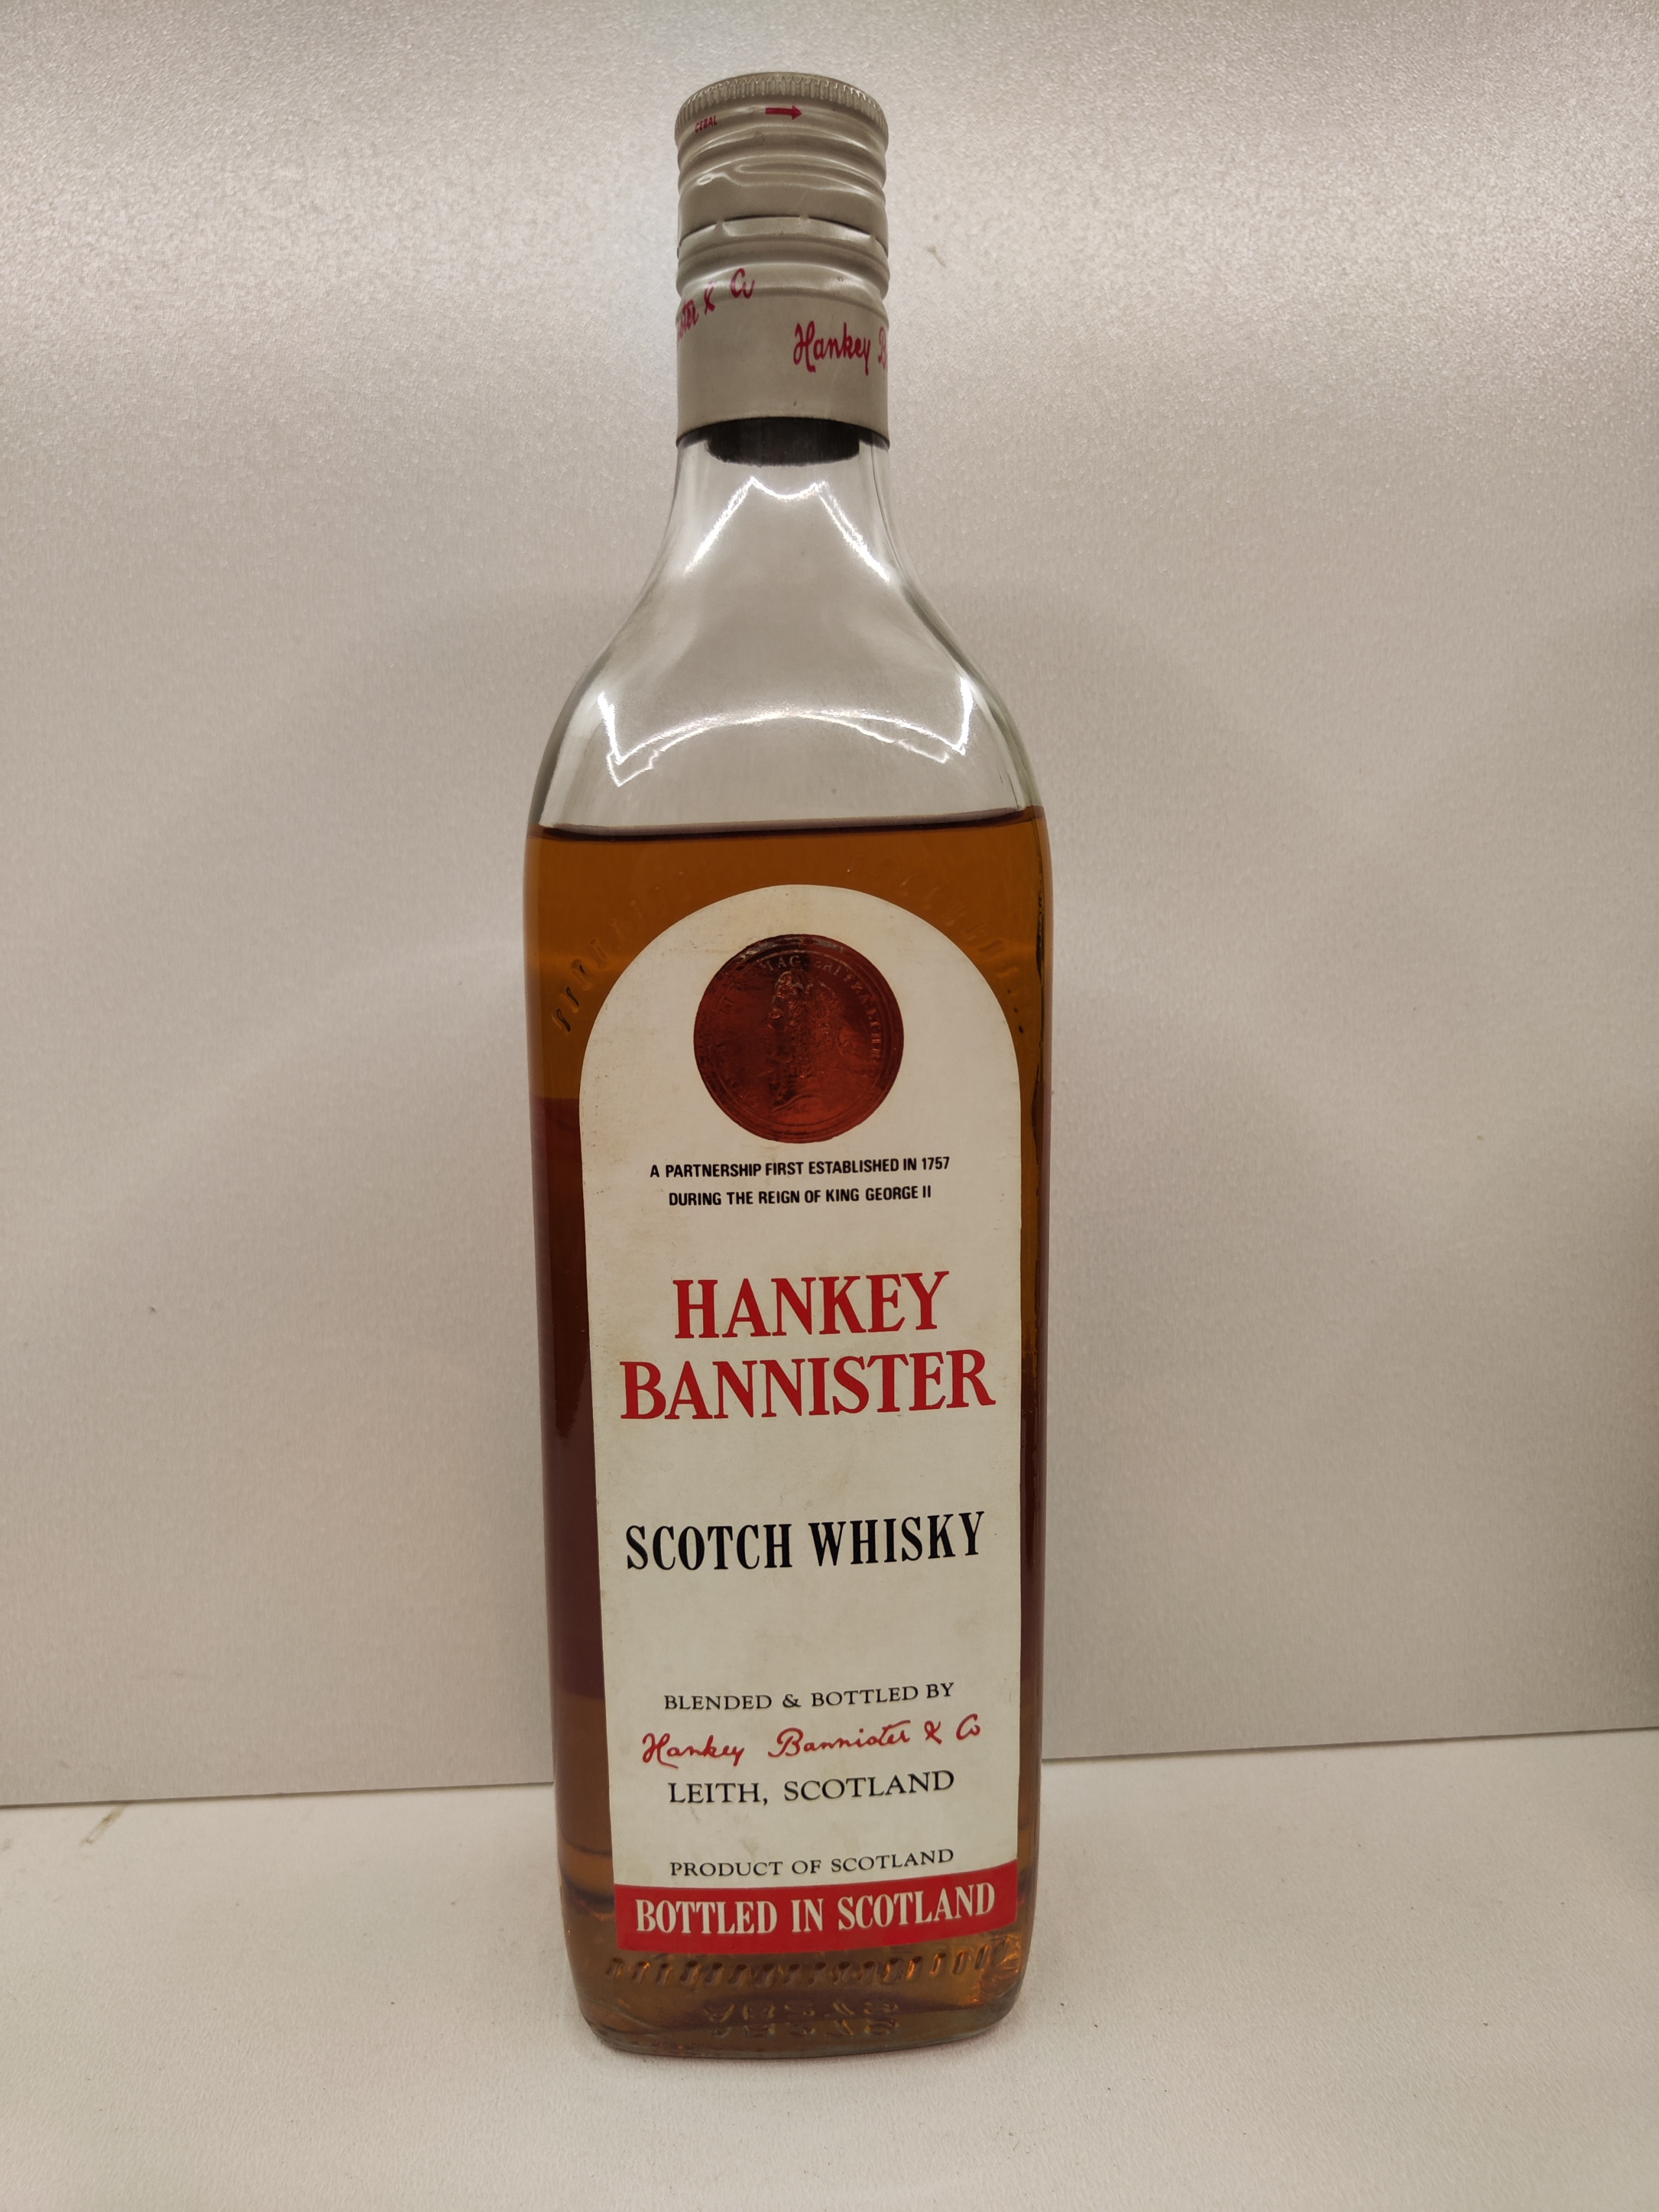 CEBAL
Hankey
& Co
A PARTNERSHIP FIRST ESTABLISHED IN 1757
DURING THE REIGN OF KING GEORGE II
HANKEY
BANNISTER
SCOTCH WHISKY
BLENDED & BOTTLED BY
Hankey Bannister & Co
LEITH, SCOTLAND
PRODUCT OF SCOTLAND
BOTTLED IN SCOTLAND